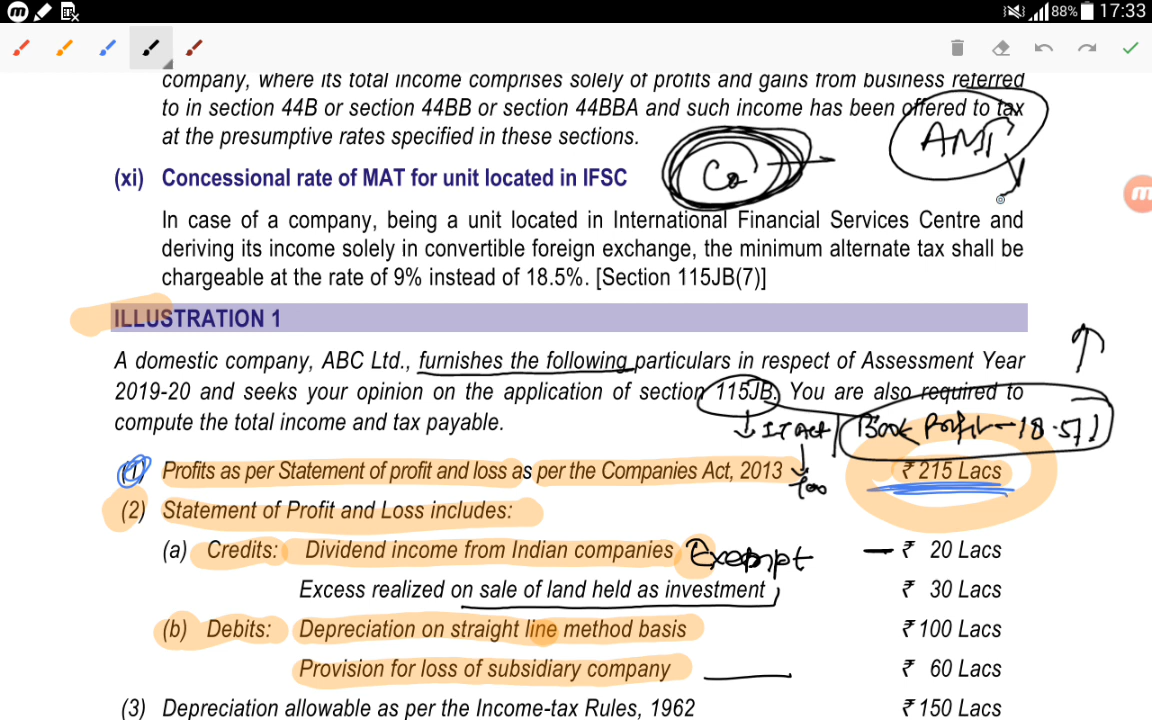 88% 17:33
company, where its total income comprises solely of profits and gains from business referred
to in section 44B or section 44BB or section 44BBA and such income has been offered to tax
at the presumptive rates specified in these sections.
AMT
Co
(xi) Concessional rate of MAT for unit located in IFSC
In case of a company, being a unit located in International Financial Services Centre and
deriving its income solely in convertible foreign exchange, the minimum alternate tax shall be
chargeable at the rate of 9% instead of 18.5%. [Section 115JB(7)]
ILLUSTRATION 1
A domestic company, ABC Ltd., furnishes the following particulars in respect of Assessment Year
2019-20 and seeks your opinion on the application of section 115JB. You are also required to
compute the total income and tax payable.
IT Act Book Profit - 18.5%
(1) Profits as per Statement of profit and loss as per the Companies Act, 2013 ₹ 215 Lacs
(2) Statement of Profit and Loss includes:
(a) Credits: Dividend income from Indian companies Exempt ₹ 20 Lacs
Excess realized on sale of land held as investment ₹ 30 Lacs
(b) Debits: Depreciation on straight line method basis ₹ 100 Lacs
Provision for loss of subsidiary company ₹ 60 Lacs
(3) Depreciation allowable as per the Income-tax Rules, 1962 ₹ 150 Lacs